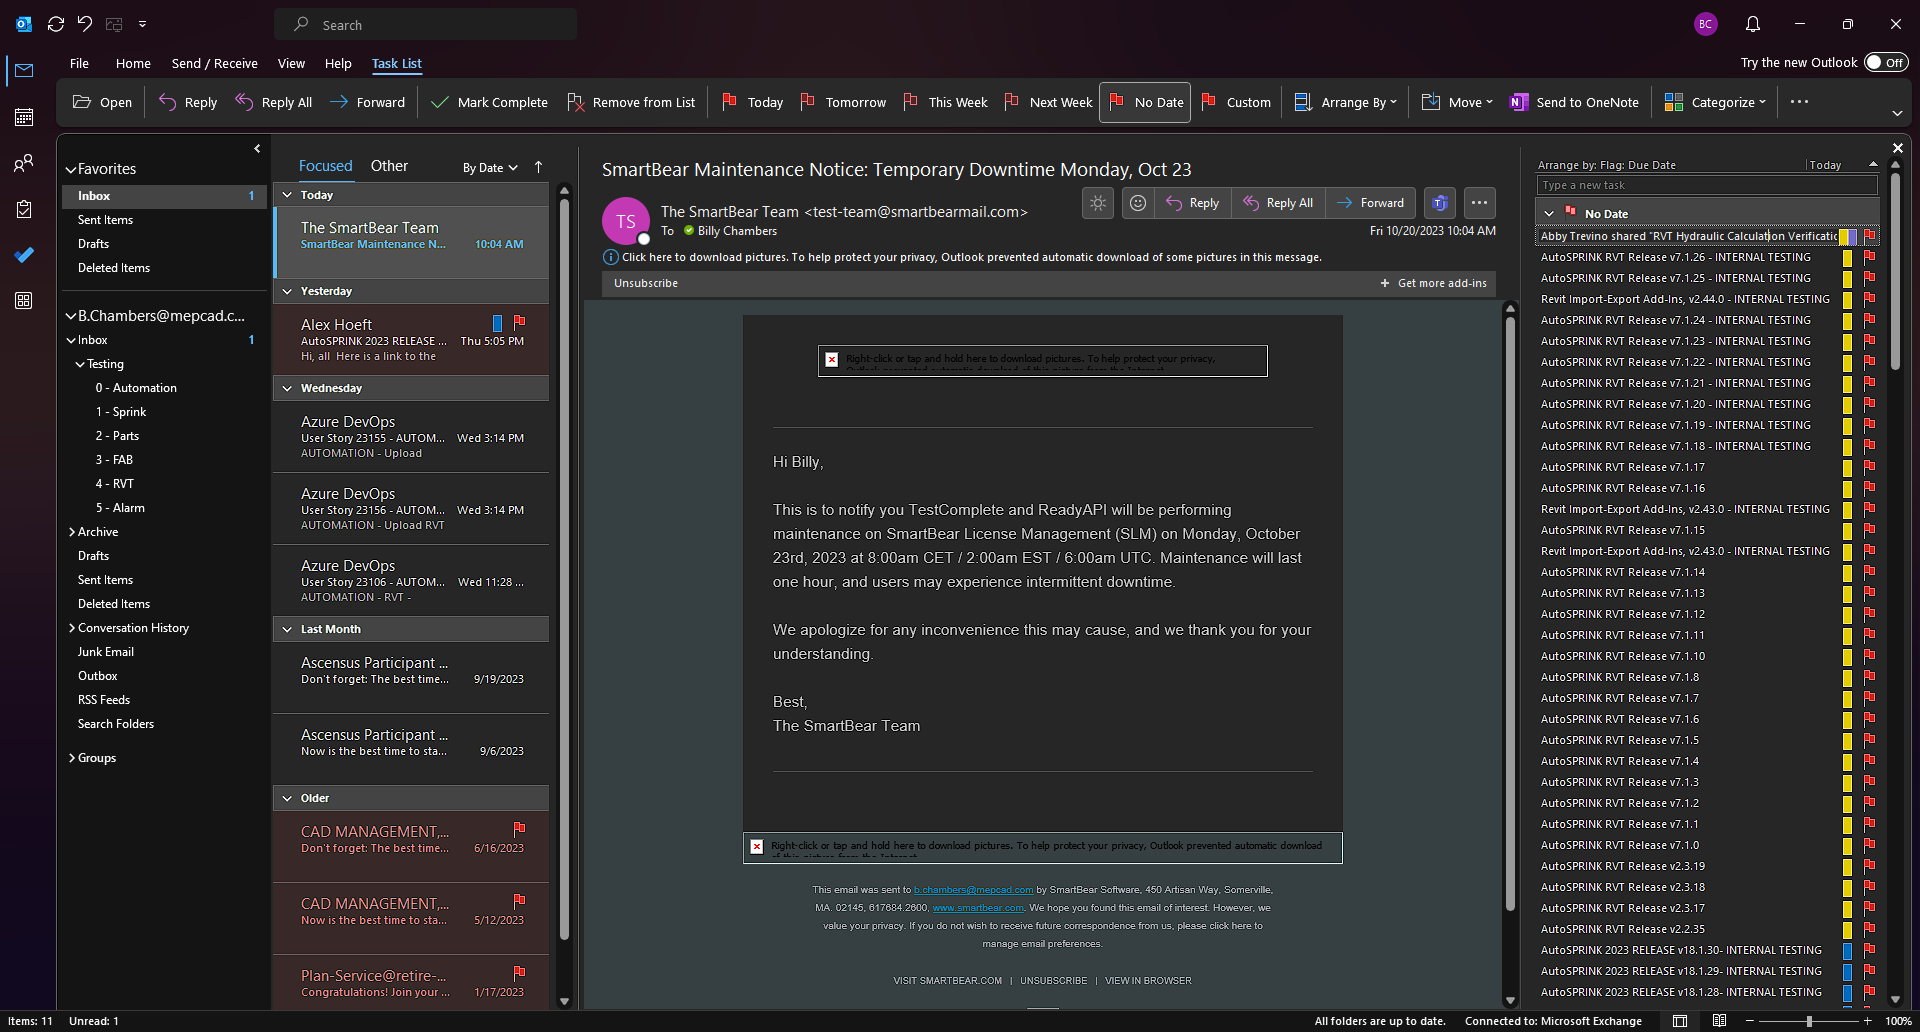 Search
BC
File Home Send / Receive View Help Task List
Try the new Outlook Off
Open Reply Reply All Forward Mark Complete Remove from List Today Tomorrow This Week Next Week No Date Custom Arrange By Move Send to OneNote Categorize
Favorites
Inbox 1
Sent Items
Drafts
Deleted Items
B.Chambers@mepcad.c...
Inbox 1
Testing
0 - Automation
1 - Sprink
2 - Parts
3 - FAB
4 - RVT
5 - Alarm
Archive
Drafts
Sent Items
Deleted Items
Conversation History
Junk Email
Outbox
RSS Feeds
Search Folders
Groups
Focused Other By Date
Today
The SmartBear Team
SmartBear Maintenance N... 10:04 AM
Yesterday
Alex Hoeft
AutoSPRINK 2023 RELEASE ... Thu 5:05 PM
Hi, all Here is a link to the
Wednesday
Azure DevOps
User Story 23155 - AUTOM... Wed 3:14 PM
AUTOMATION - Upload
Azure DevOps
User Story 23156 - AUTOM... Wed 3:14 PM
AUTOMATION - Upload RVT
Azure DevOps
User Story 23106 - AUTOM... Wed 11:28 ...
AUTOMATION - RVT -
Last Month
Ascensus Participant ...
Don't forget: The best time... 9/19/2023
Ascensus Participant ...
Now is the best time to sta... 9/6/2023
Older
CAD MANAGEMENT,...
Don't forget: The best time... 6/16/2023
CAD MANAGEMENT,...
Now is the best time to sta... 5/12/2023
Plan-Service@retire-...
Congratulations! Join your ... 1/17/2023
SmartBear Maintenance Notice: Temporary Downtime Monday, Oct 23
TS
The SmartBear Team <test-team@smartbearmail.com>
To Billy Chambers
Reply Reply All Forward
Fri 10/20/2023 10:04 AM
Click here to download pictures. To help protect your privacy, Outlook prevented automatic download of some pictures in this message.
Unsubscribe + Get more add-ins
Right-click or tap and hold here to download pictures. To help protect your privacy,
Outlook prevented automatic download of this picture from the Internet.
Hi Billy,
This is to notify you TestComplete and ReadyAPI will be performing
maintenance on SmartBear License Management (SLM) on Monday, October
23rd, 2023 at 8:00am CET / 2:00am EST / 6:00am UTC. Maintenance will last
one hour, and users may experience intermittent downtime.
We apologize for any inconvenience this may cause, and we thank you for your
understanding.
Best,
The SmartBear Team
Right-click or tap and hold here to download pictures. To help protect your privacy, Outlook prevented automatic download
of this picture from the Internet.
This email was sent to b.chambers@mepcad.com by SmartBear Software, 450 Artisan Way, Somerville,
MA. 02145, 617684.2600, www.smartbear.com. We hope you found this email of interest. However, we
value your privacy. If you do not wish to receive future correspondence from us, please click here to
manage email preferences.
VISIT SMARTBEAR.COM | UNSUBSCRIBE | VIEW IN BROWSER
Arrange by: Flag: Due Date Today
Type a new task
No Date
Abby Trevino shared "RVT Hydraulic Calculation Verificatic
AutoSPRINK RVT Release v7.1.26 - INTERNAL TESTING
AutoSPRINK RVT Release v7.1.25 - INTERNAL TESTING
Revit Import-Export Add-Ins, v2.44.0 - INTERNAL TESTING
AutoSPRINK RVT Release v7.1.24 - INTERNAL TESTING
AutoSPRINK RVT Release v7.1.23 - INTERNAL TESTING
AutoSPRINK RVT Release v7.1.22 - INTERNAL TESTING
AutoSPRINK RVT Release v7.1.21 - INTERNAL TESTING
AutoSPRINK RVT Release v7.1.20 - INTERNAL TESTING
AutoSPRINK RVT Release v7.1.19 - INTERNAL TESTING
AutoSPRINK RVT Release v7.1.18 - INTERNAL TESTING
AutoSPRINK RVT Release v7.1.17
AutoSPRINK RVT Release v7.1.16
Revit Import-Export Add-Ins, v2.43.0 - INTERNAL TESTING
AutoSPRINK RVT Release v7.1.15
Revit Import-Export Add-Ins, v2.43.0 - INTERNAL TESTING
AutoSPRINK RVT Release v7.1.14
AutoSPRINK RVT Release v7.1.13
AutoSPRINK RVT Release v7.1.12
AutoSPRINK RVT Release v7.1.11
AutoSPRINK RVT Release v7.1.10
AutoSPRINK RVT Release v7.1.8
AutoSPRINK RVT Release v7.1.7
AutoSPRINK RVT Release v7.1.6
AutoSPRINK RVT Release v7.1.5
AutoSPRINK RVT Release v7.1.4
AutoSPRINK RVT Release v7.1.3
AutoSPRINK RVT Release v7.1.2
AutoSPRINK RVT Release v7.1.1
AutoSPRINK RVT Release v7.1.0
AutoSPRINK RVT Release v2.3.19
AutoSPRINK RVT Release v2.3.18
AutoSPRINK RVT Release v2.3.17
AutoSPRINK RVT Release v2.2.35
AutoSPRINK 2023 RELEASE v18.1.30- INTERNAL TESTING
AutoSPRINK 2023 RELEASE v18.1.29- INTERNAL TESTING
AutoSPRINK 2023 RELEASE v18.1.28- INTERNAL TESTING
Items: 11 Unread: 1 All folders are up to date. Connected to: Microsoft Exchange 100%